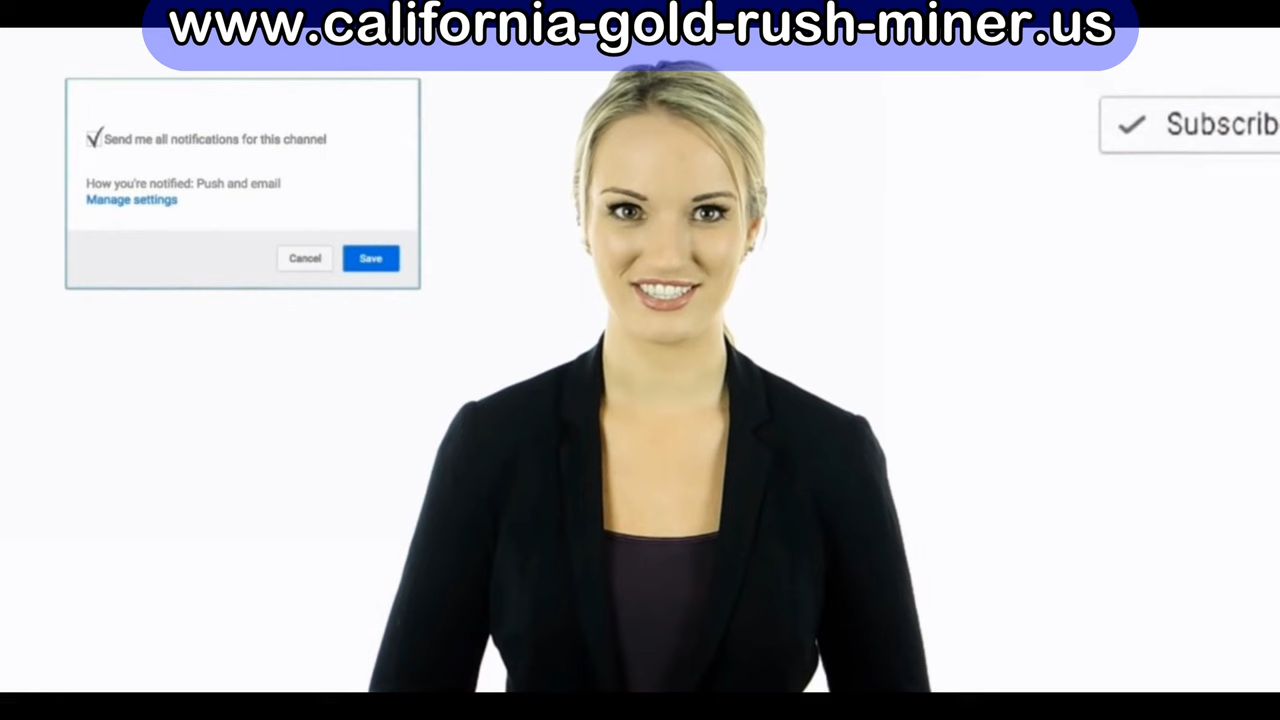 www.california-gold-rush-miner.us
Send me all notifications for this channel
How you're notified: Push and email
Manage settings
Cancel
Save
Subscrib